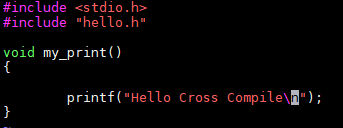 #include <stdio.h>
#include "hello.h"
void my_print()
{
printf("Hello Cross Compile\n");
}
~